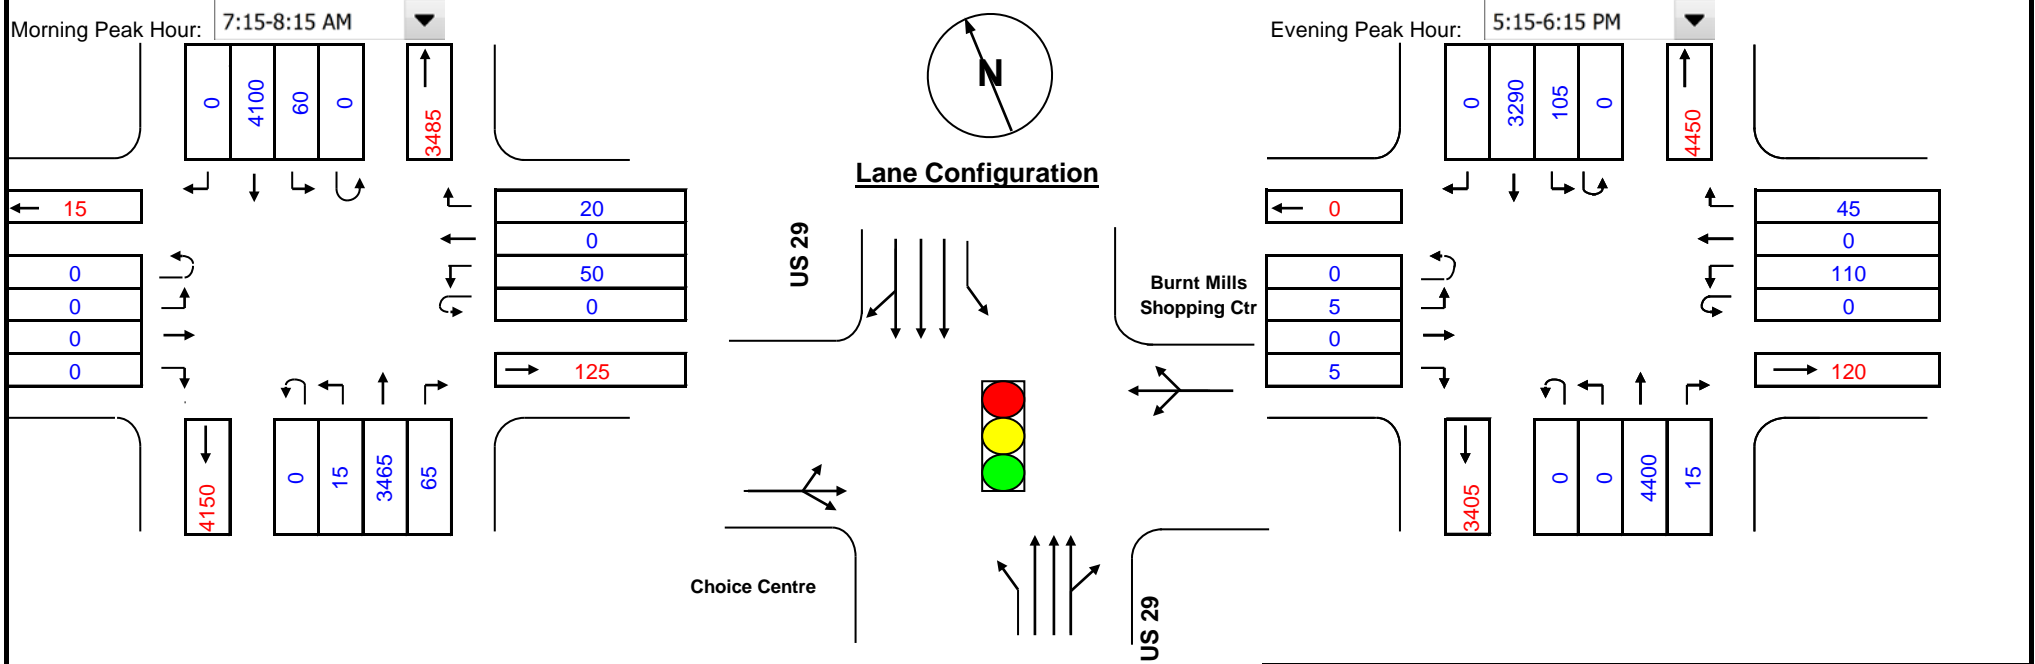 Morning Peak Hour: 7:15-8:15 AM
0 4100 60 0 3485
15
0
0
0
0
20
0
50
0
125
4150 0 15 3465 65
N
Lane Configuration
US 29
Burnt Mills
Shopping Ctr
Choice Centre
US 29
Evening Peak Hour: 5:15-6:15 PM
0 3290 105 0 4450
0
0
5
0
5
45
0
110
0
120
3405 0 0 4400 15